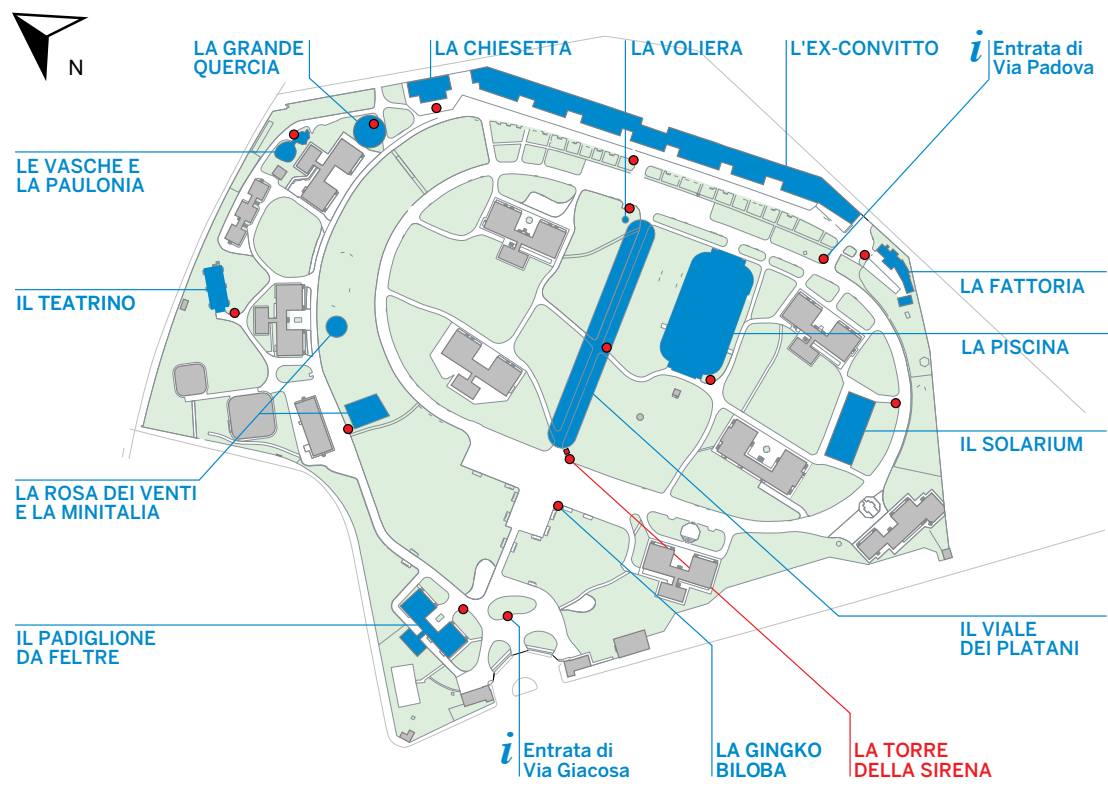 N
LA GRANDE
QUERCIA
LA CHIESETTA
LA VOLIERA
L'EX-CONVITTO
i Entrata di
Via Padova
LE VASCHE E
LA PAULONIA
IL TEATRINO
LA FATTORIA
LA PISCINA
IL SOLARIUM
LA ROSA DEI VENTI
E LA MINITALIA
IL PADIGLIONE
DA FELTRE
IL VIALE
DEI PLATANI
i Entrata di
Via Giacosa
LA GINGKO
BILOBA
LA TORRE
DELLA SIRENA